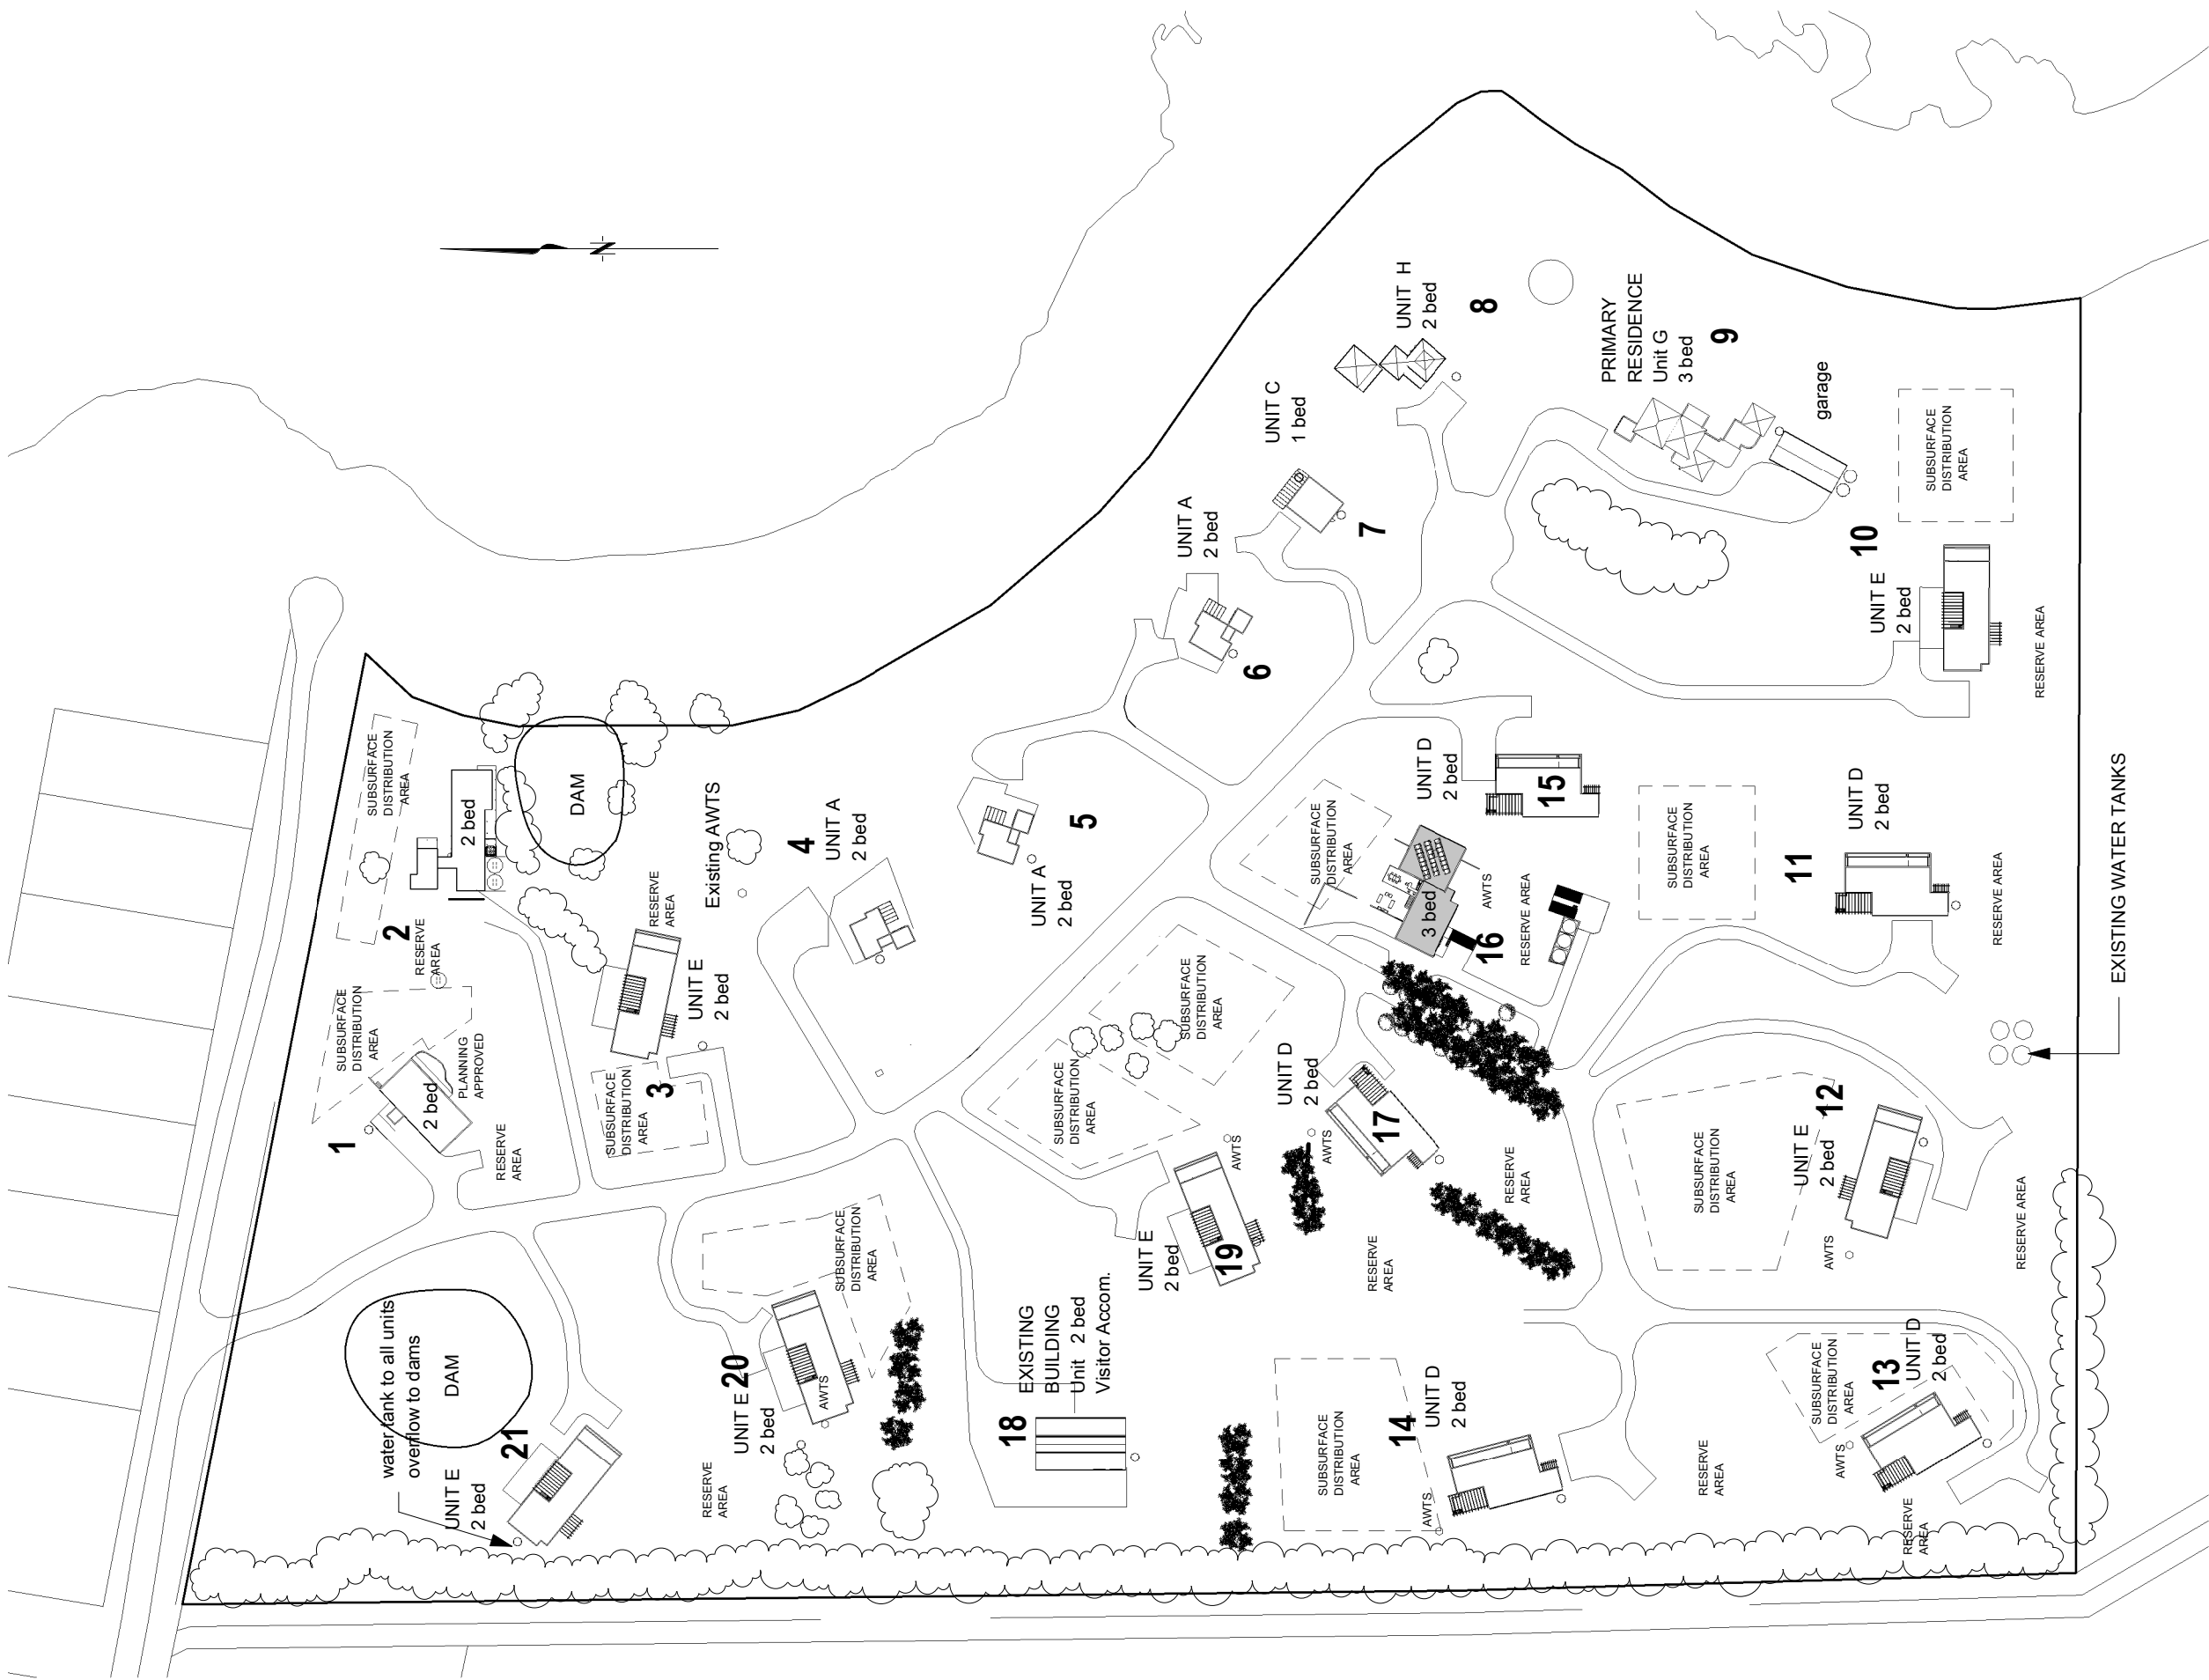 N
1
2 bed
PLANNING
APPROVED
SUBSURFACE
DISTRIBUTION
AREA
RESERVE
AREA
2
2 bed
SUBSURFACE
DISTRIBUTION
AREA
RESERVE
AREA
DAM
Existing AWTS
3
UNIT E
2 bed
SUBSURFACE
DISTRIBUTION
AREA
RESERVE
AREA
4
UNIT A
2 bed
5
UNIT A
2 bed
6
UNIT A
2 bed
7
UNIT C
1 bed
8
UNIT H
2 bed
PRIMARY
RESIDENCE
Unit G
3 bed
9
garage
SUBSURFACE
DISTRIBUTION
AREA
10
UNIT E
2 bed
RESERVE AREA
11
UNIT D
2 bed
SUBSURFACE
DISTRIBUTION
AREA
RESERVE AREA
EXISTING WATER TANKS
12
UNIT E
2 bed
SUBSURFACE
DISTRIBUTION
AREA
AWTS
RESERVE AREA
13
UNIT D
2 bed
SUBSURFACE
DISTRIBUTION
AREA
AWTS
RESERVE
AREA
14
UNIT D
2 bed
SUBSURFACE
DISTRIBUTION
AREA
AWTS
RESERVE
AREA
15
UNIT D
2 bed
16
3 bed
SUBSURFACE
DISTRIBUTION
AREA
AWTS
RESERVE AREA
17
UNIT D
2 bed
SUBSURFACE
DISTRIBUTION
AREA
AWTS
RESERVE
AREA
18
EXISTING
BUILDING
Unit 2 bed
Visitor Accom.
19
UNIT E
2 bed
SUBSURFACE
DISTRIBUTION
AREA
AWTS
RESERVE
AREA
20
UNIT E
2 bed
SUBSURFACE
DISTRIBUTION
AREA
AWTS
RESERVE
AREA
21
UNIT E
2 bed
DAM
water tank to all units
overflow to dams